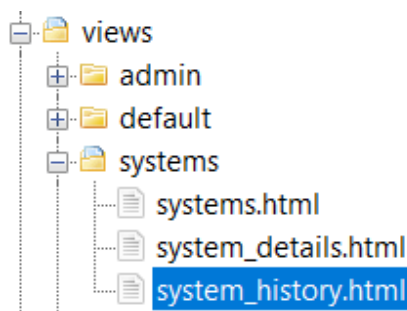 views
admin
default
systems
systems.html
system_details.html
system_history.html